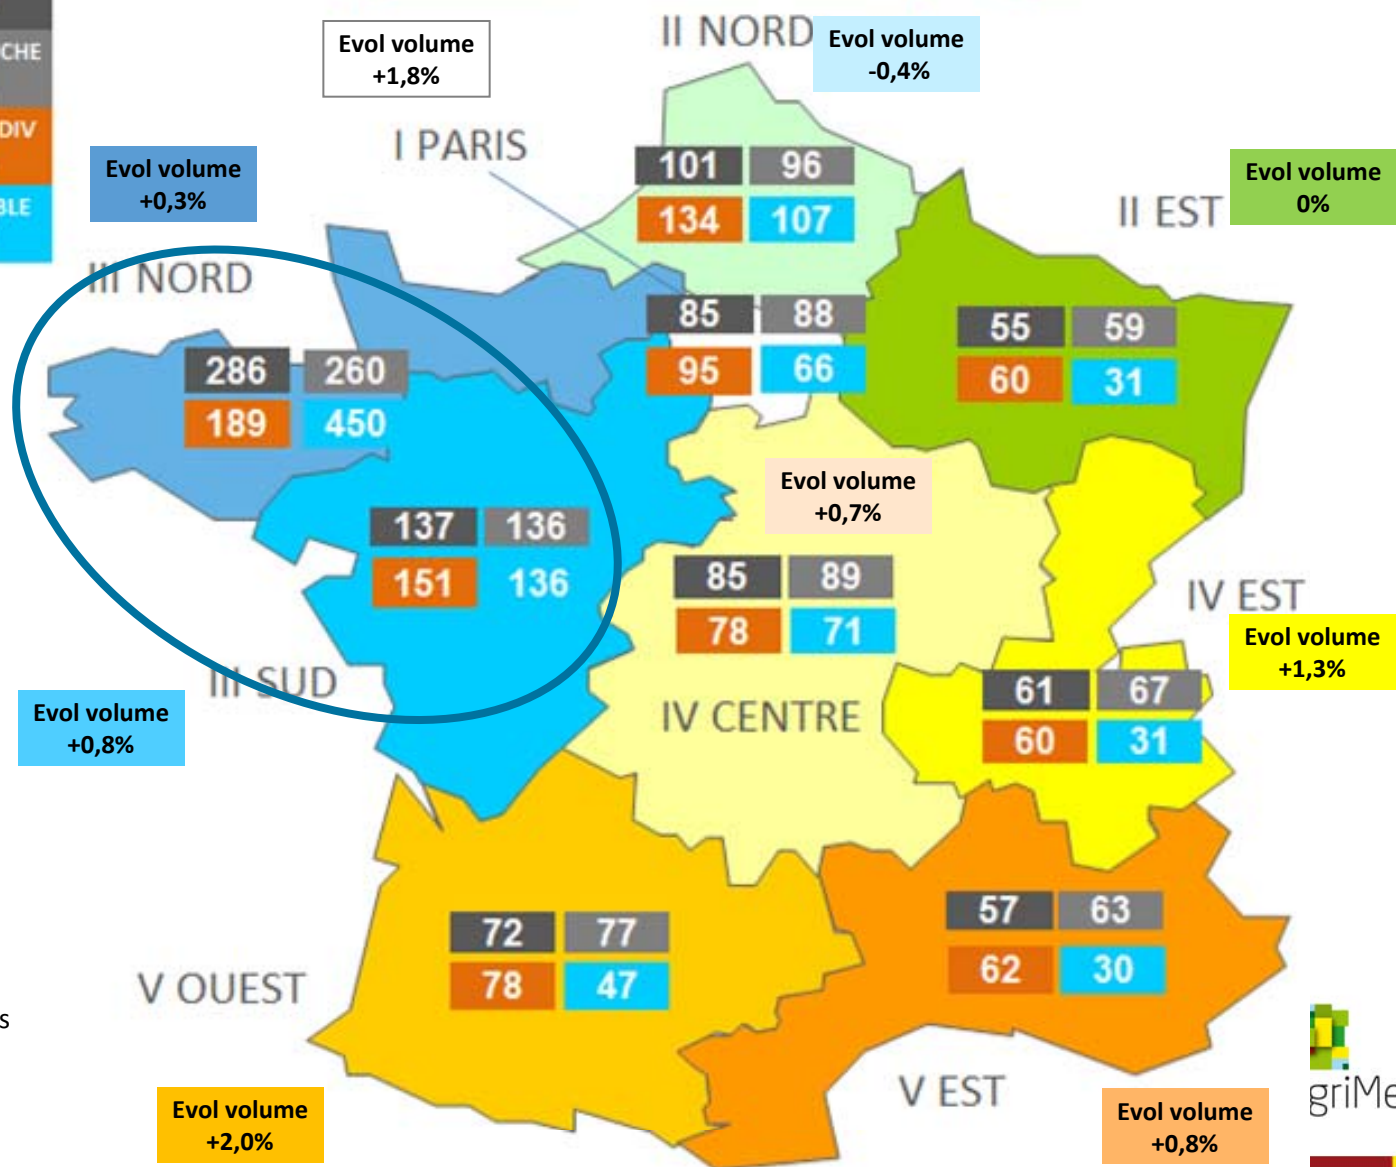 CHE
DIV
BLE
Evol volume
+1,8%
II NORD
Evol volume
-0,4%
I PARIS
Evol volume
+0,3%
101 96
134 107
Evol volume
0%
II EST
III NORD
85 88
95 66
55 59
60 31
286 260
189 450
Evol volume
+0,7%
137 136
151 136
85 89
78 71
IV EST
Evol volume
+1,3%
III SUD
61 67
60 31
IV CENTRE
Evol volume
+0,8%
57 63
62 30
72 77
78 47
V OUEST
s
V EST
griMe
Evol volume
+2,0%
Evol volume
+0,8%